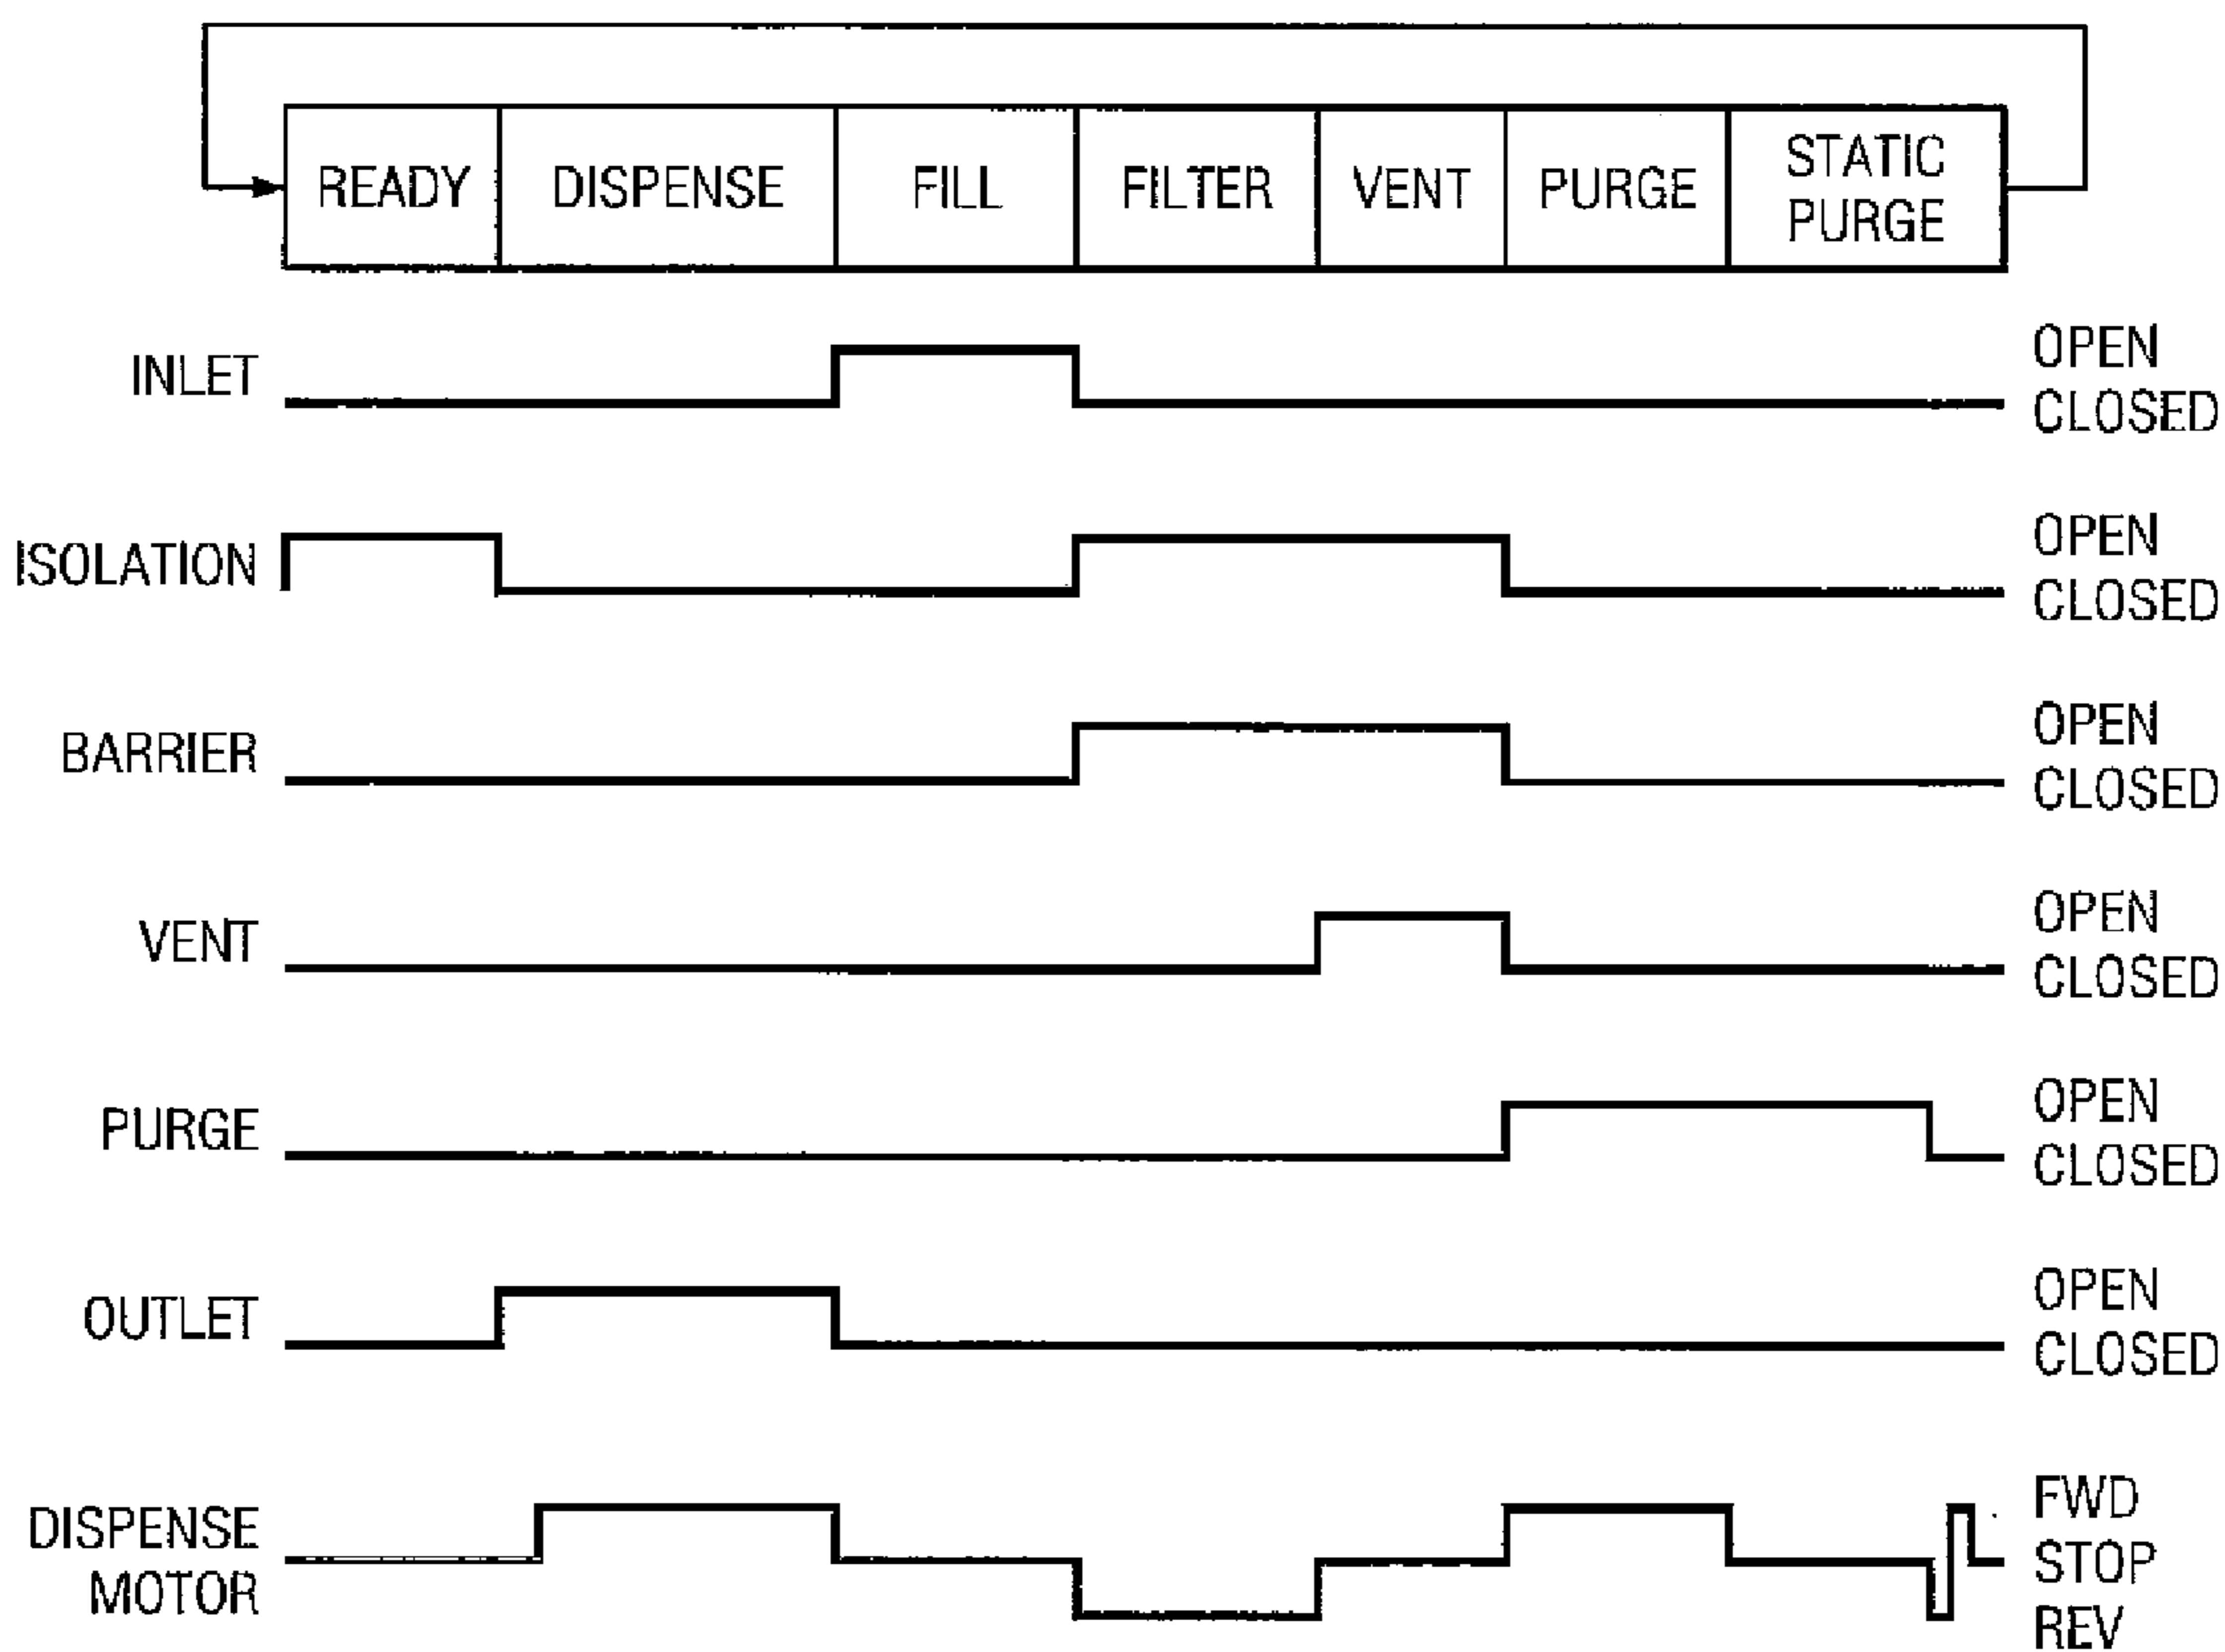 READY DISPENSE FILL FILTER VENT PURGE STATIC PURGE
INLET OPEN CLOSED
ISOLATION OPEN CLOSED
BARRIER OPEN CLOSED
VENT OPEN CLOSED
PURGE OPEN CLOSED
OUTLET OPEN CLOSED
DISPENSE MOTOR FWD STOP REV